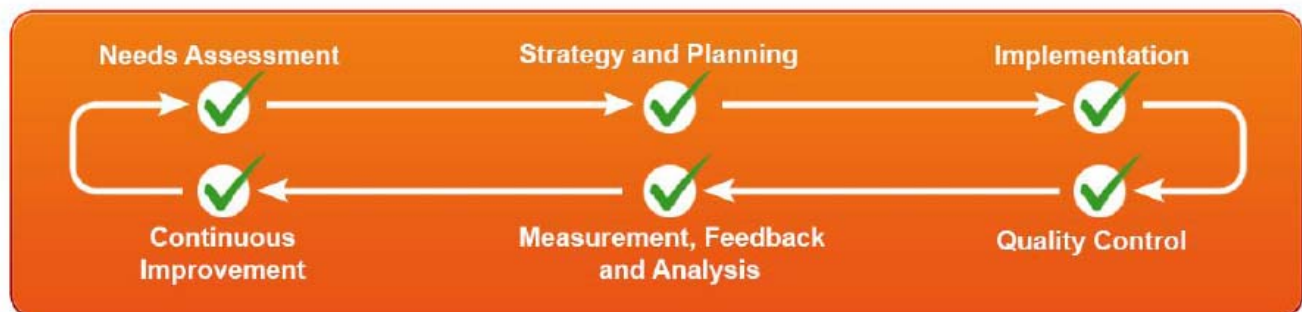 Needs Assessment
Strategy and Planning
Implementation
Continuous
Improvement
Measurement, Feedback
and Analysis
Quality Control